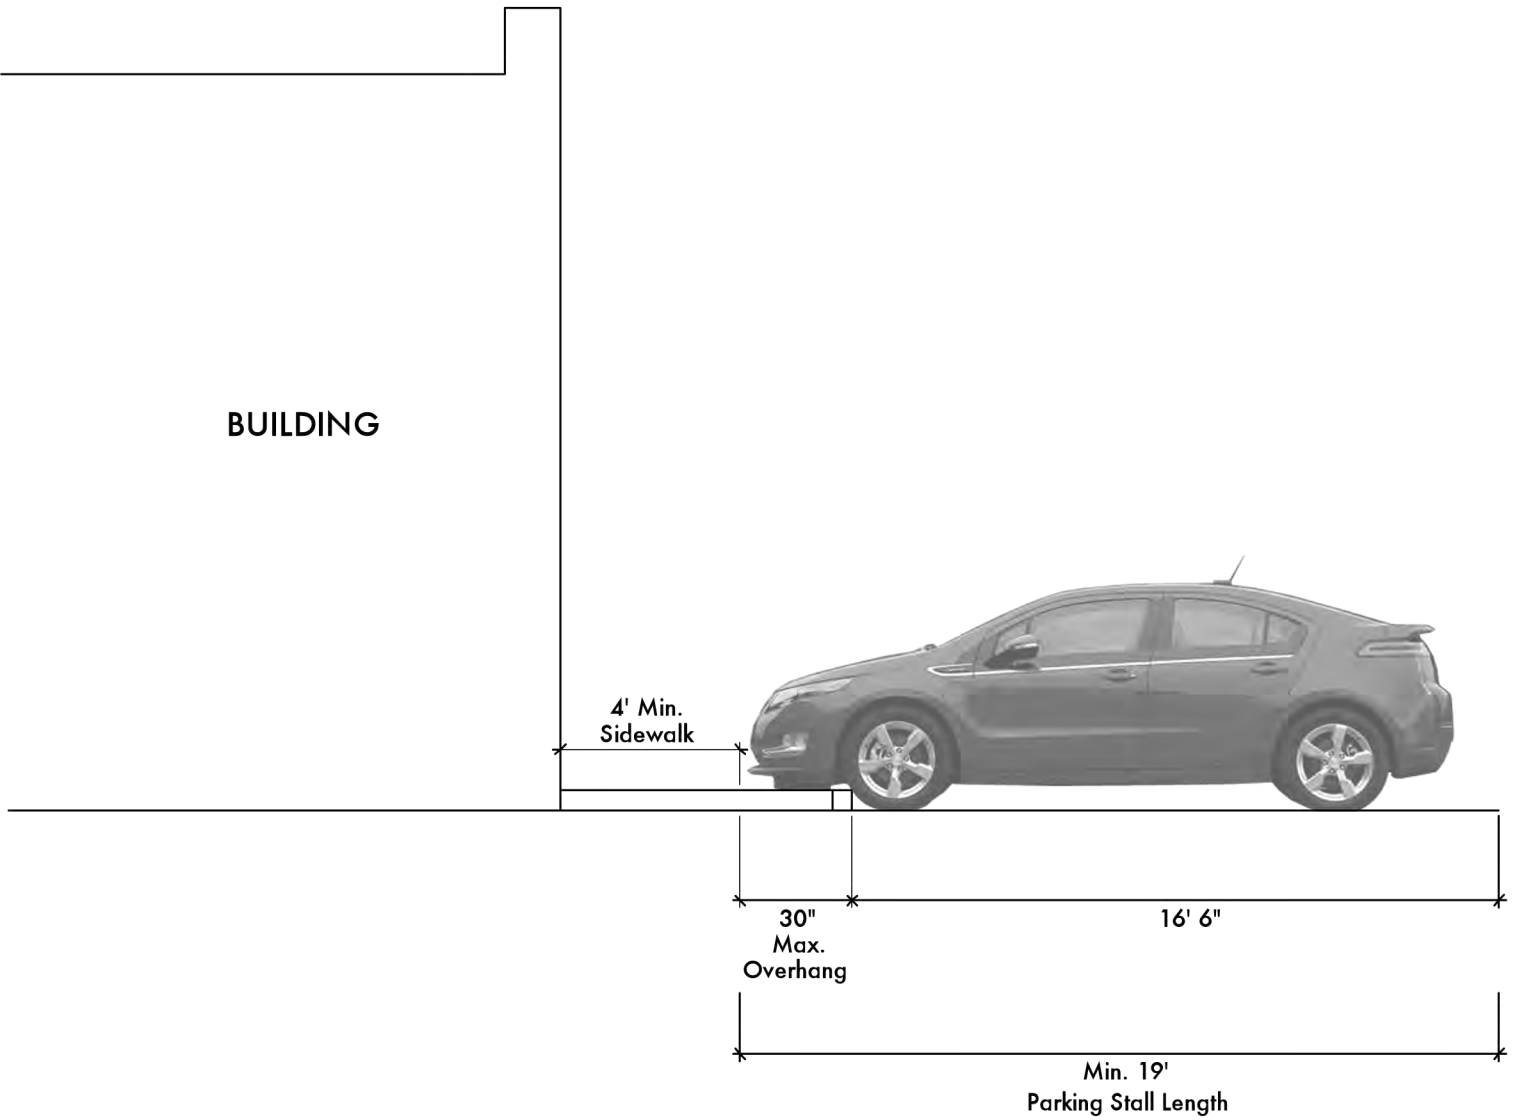 BUILDING
4' Min.
Sidewalk
30"
Max.
Overhang
16' 6"
Min. 19'
Parking Stall Length